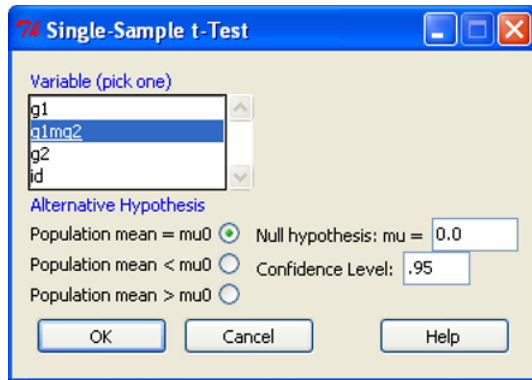 Single-Sample t-Test
Variable (pick one)
g1
g1mg2
g2
id
Alternative Hypothesis
Population mean = mu0 Null hypothesis: mu = 0.0
Population mean < mu0 Confidence Level: .95
Population mean > mu0
OK Cancel Help